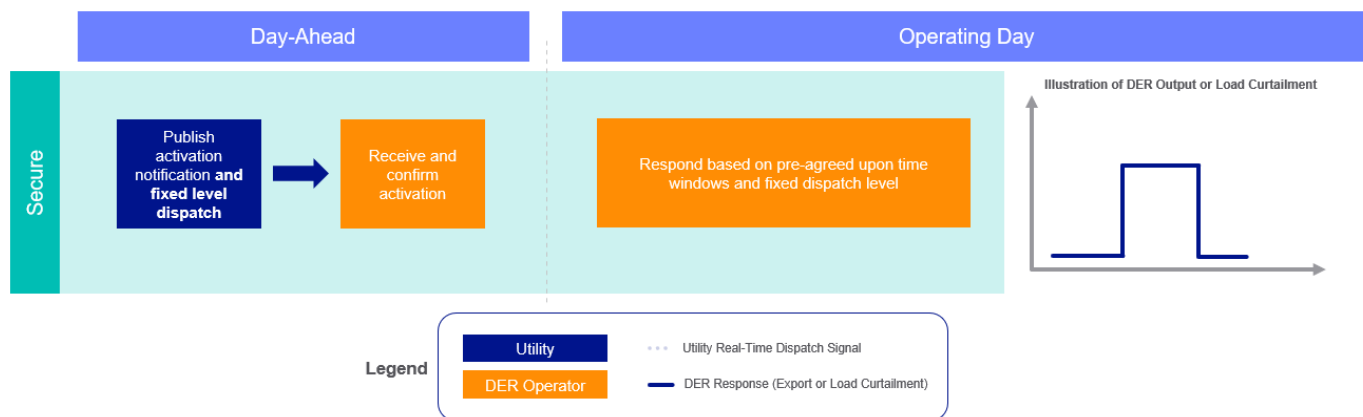 Day-Ahead
Operating Day
Secure
Publish
activation
notification and
fixed level
dispatch
Receive and
confirm
activation
Respond based on pre-agreed upon time
windows and fixed dispatch level
Illustration of DER Output or Load Curtailment
Legend
Utility
Utility Real-Time Dispatch Signal
DER Operator
DER Response (Export or Load Curtailment)